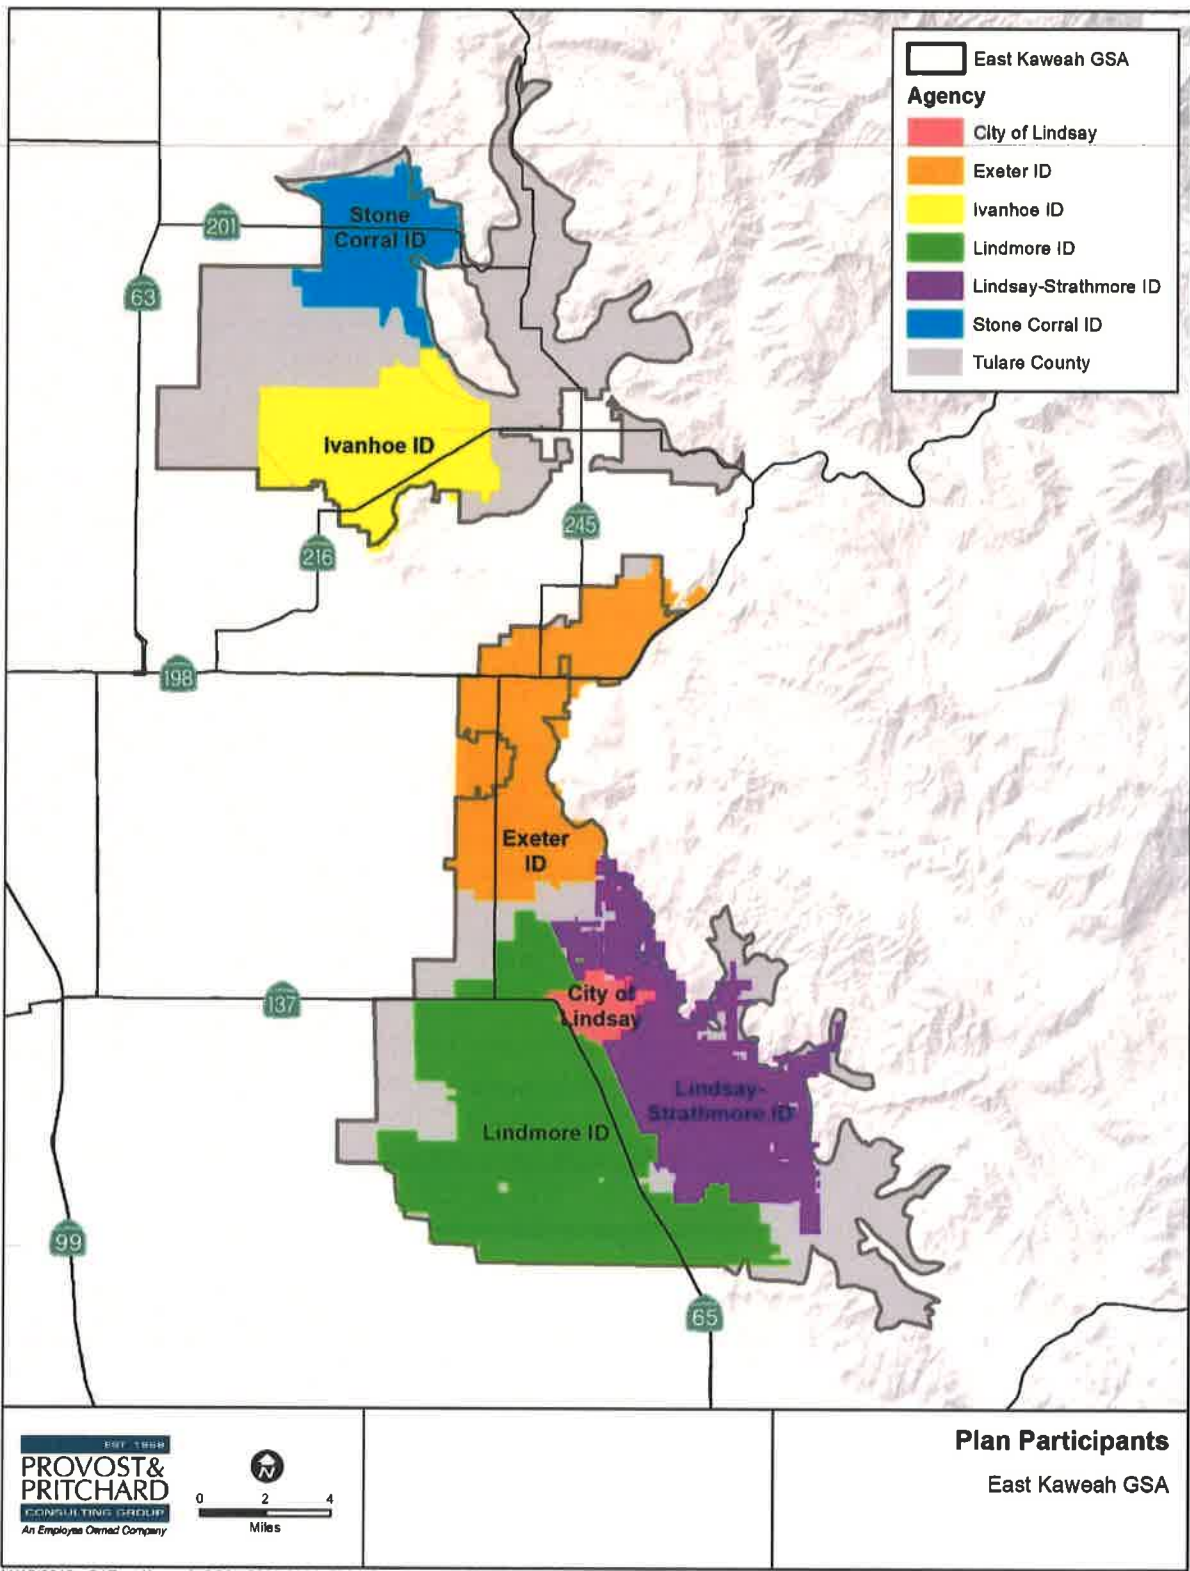 East Kaweah GSA
Agency
City of Lindsay
Exeter ID
Ivanhoe ID
Lindmore ID
Lindsay-Strathmore ID
Stone Corral ID
Tulare County
Stone
Corral ID
201
63
Ivanhoe ID
245
216
198
Exeter
ID
City of
Lindsay
137
Lindsay-
Strathmore ID
Lindmore ID
99
65
EST. 1968
PROVOST&
PRITCHARD
CONSULTING GROUP
An Employee Owned Company
N
0 2 4
Miles
Plan Participants
East Kaweah GSA